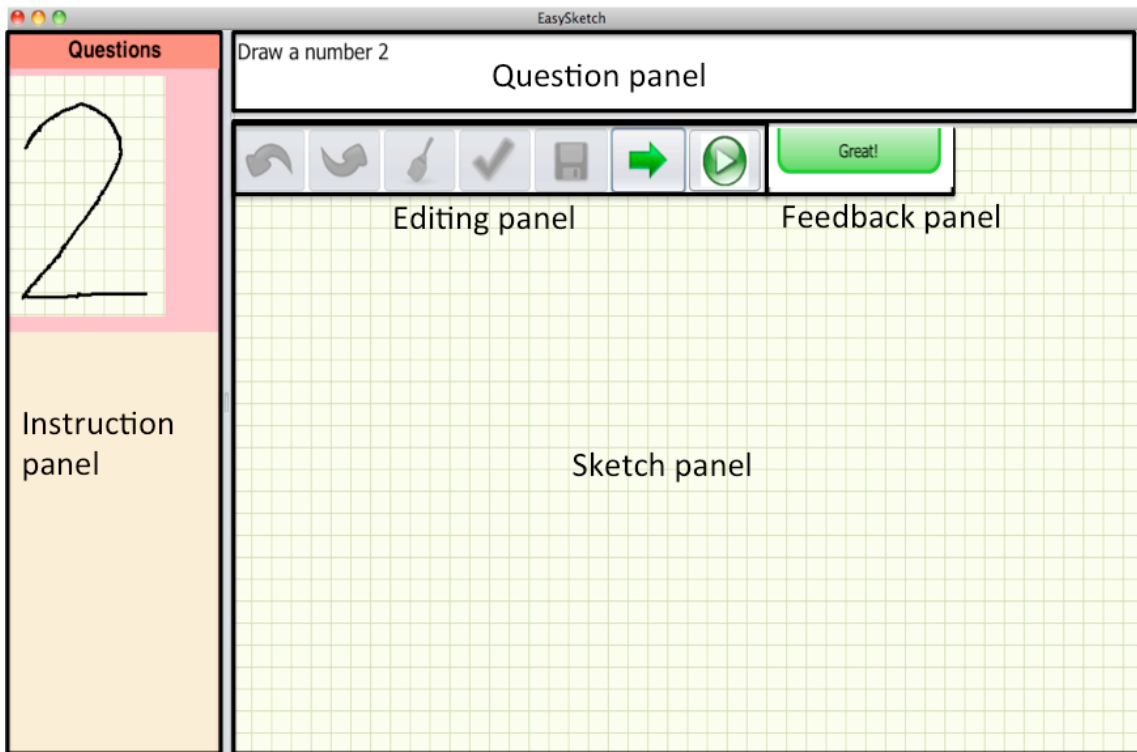 EasySketch
Questions
Draw a number 2
Question panel
Great!
Editing panel
Feedback panel
2
Instruction
panel
Sketch panel